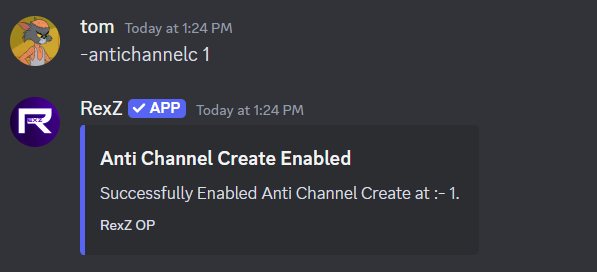 tom Today at 1:24 PM
-antichannelc 1
REXZ
RexZ ✓ APP Today at 1:24 PM
Anti Channel Create Enabled
Successfully Enabled Anti Channel Create at :- 1.
RexZ OP